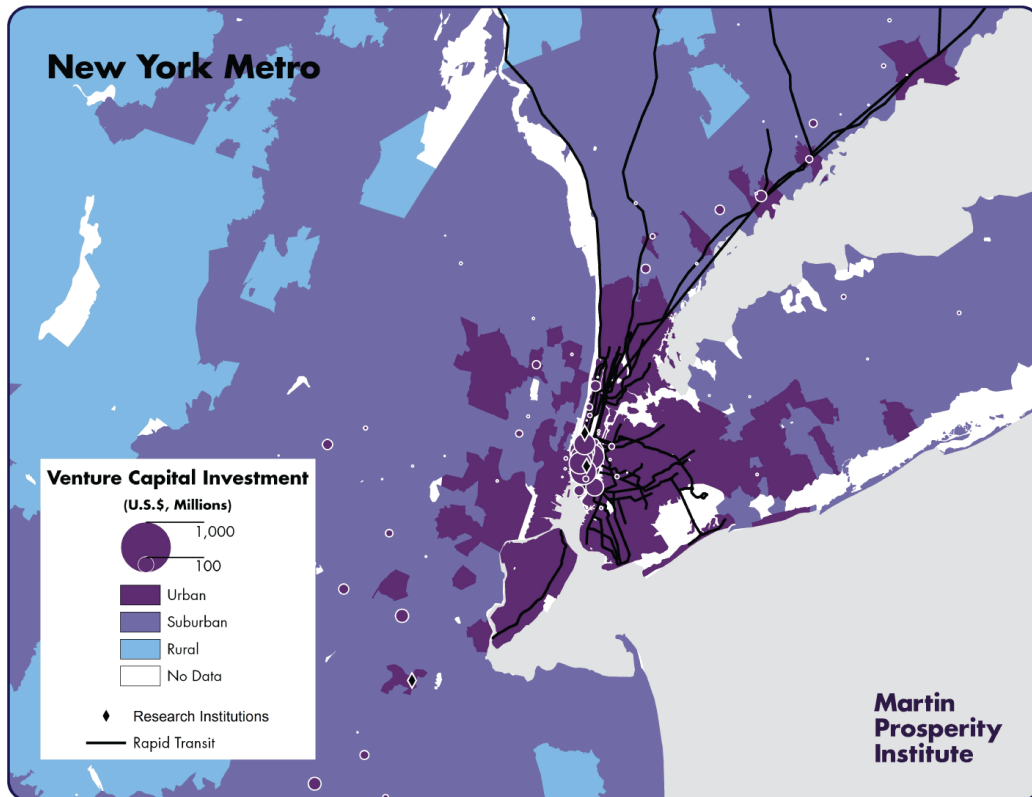 New York Metro
Venture Capital Investment
(U.S.$, Millions)
1,000
100
Urban
Suburban
Rural
No Data
Research Institutions
Rapid Transit
Martin
Prosperity
Institute